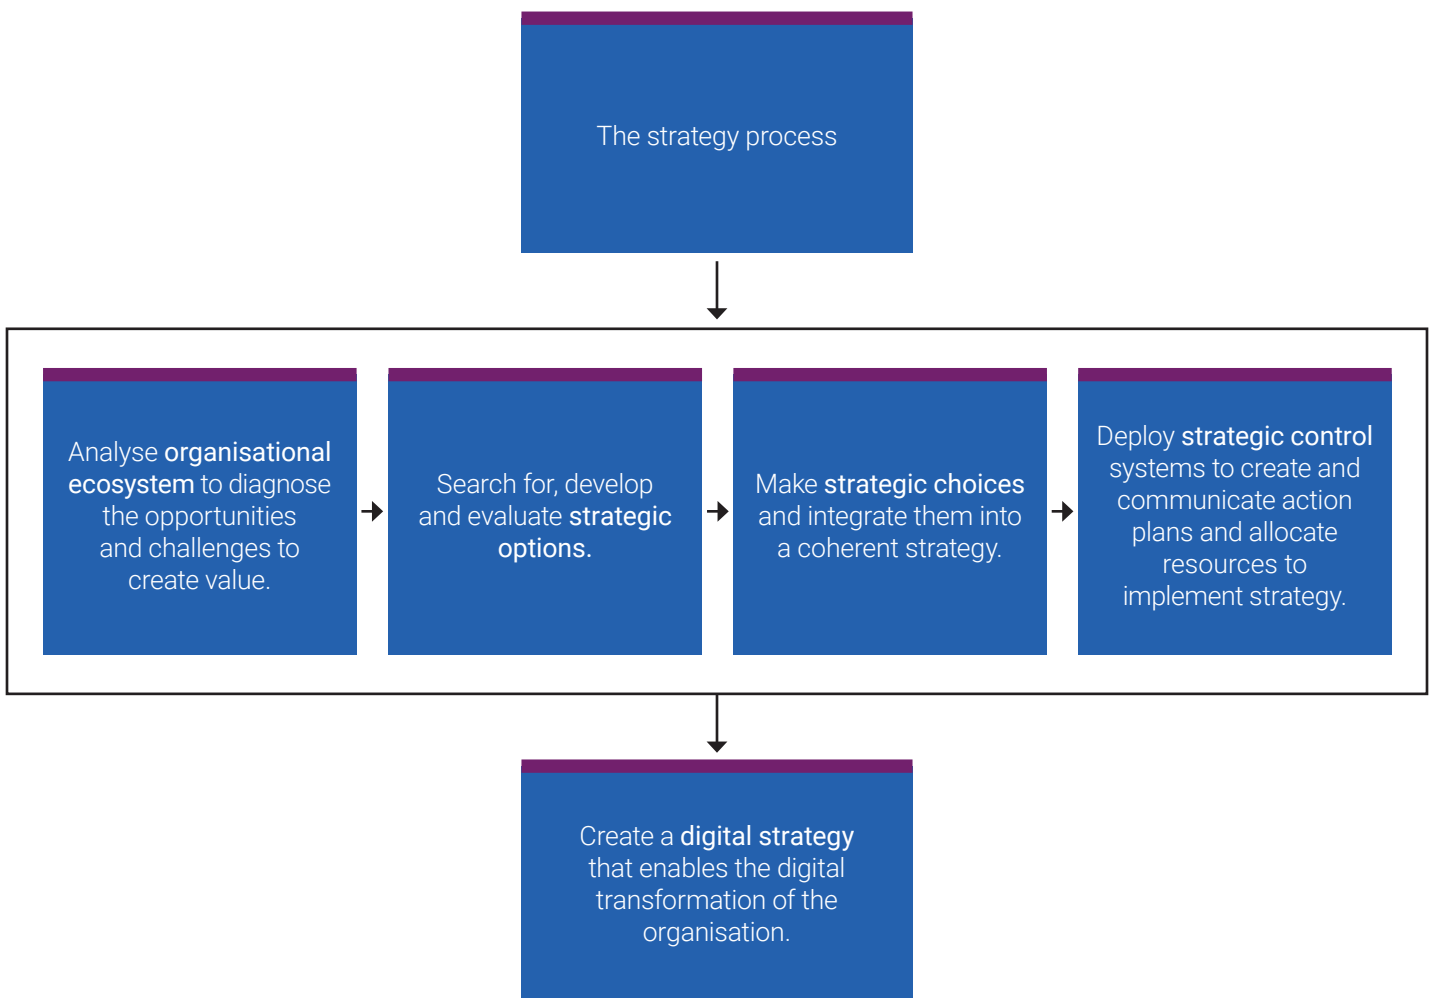 The strategy process
Analyse organisational
ecosystem to diagnose
the opportunities
and challenges to
create value.
Search for, develop
and evaluate strategic
options.
Make strategic choices
and integrate them into
a coherent strategy.
Deploy strategic control
systems to create and
communicate action
plans and allocate
resources to
implement strategy.
Create a digital strategy
that enables the digital
transformation of the
organisation.